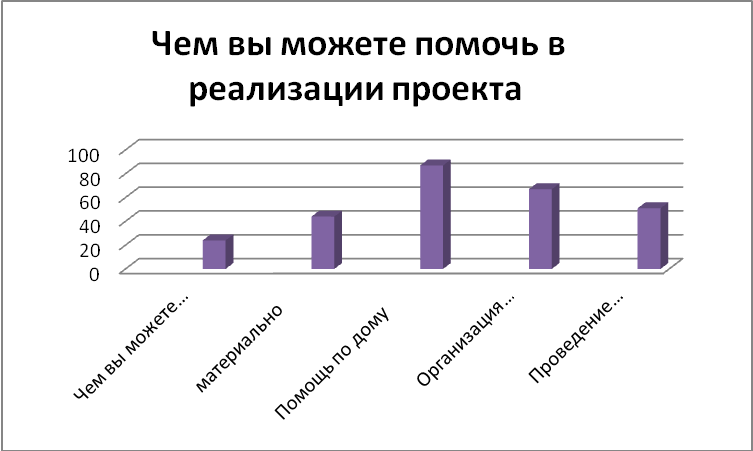 Чем вы можете помочь в
реализации проекта
100
80
60
40
20
0
Чем вы можете...
материально
Помощь по дому
Организация...
Проведение...